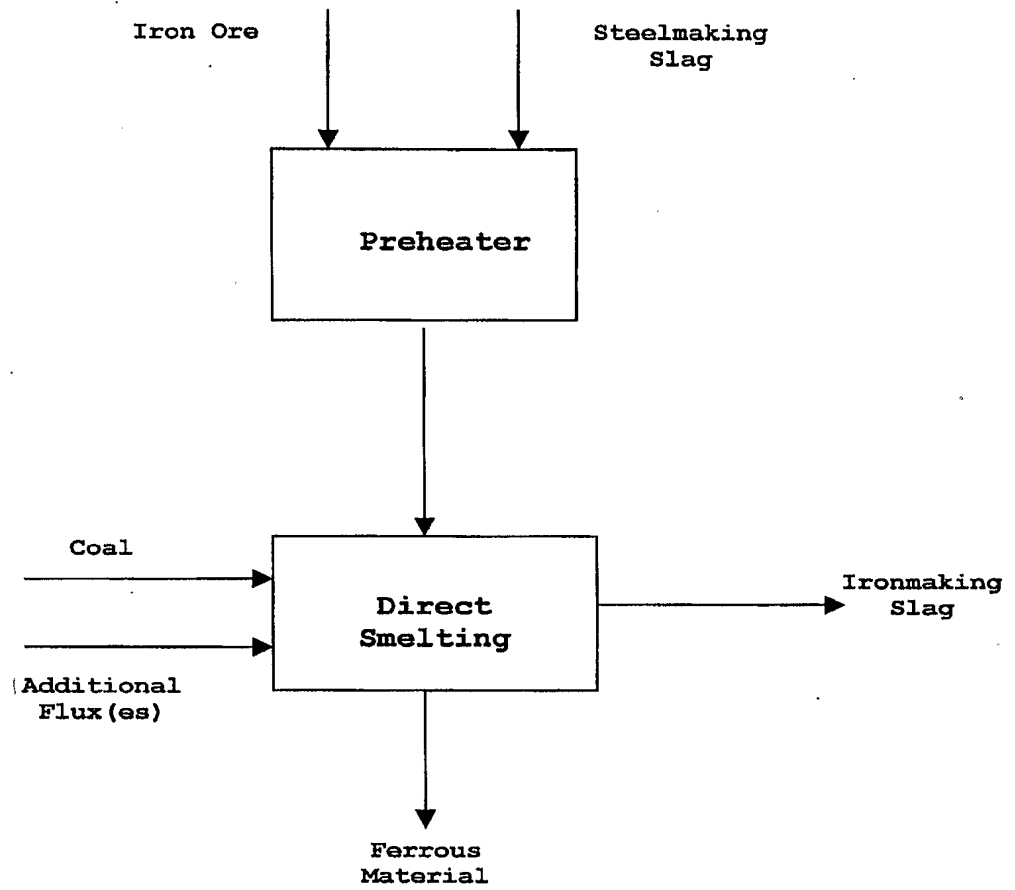 Iron Ore
Steelmaking
Slag
Preheater
Coal
Direct
Smelting
Ironmaking
Slag
Additional
Flux(es)
Ferrous
Material